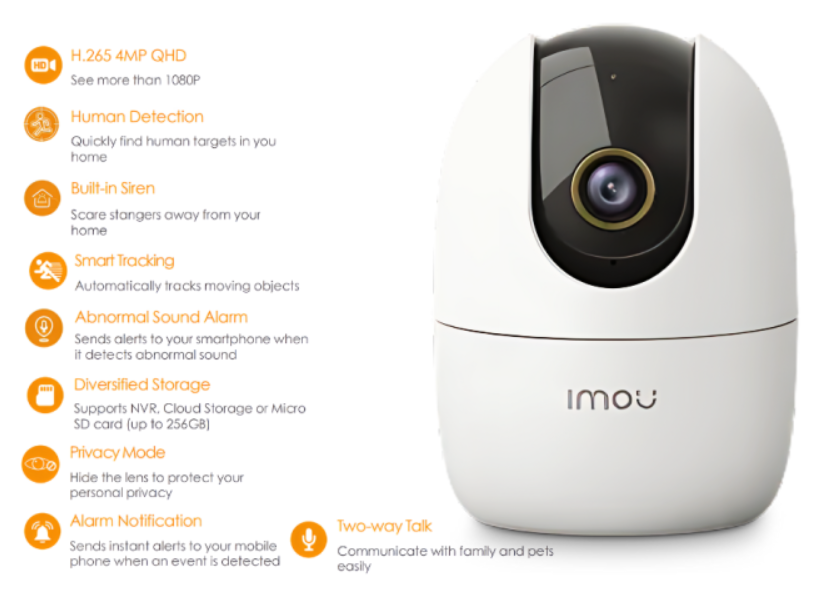 HD
H.265 4MP QHD
See more than 1080P
Human Detection
Quickly find human targets in you
home
Built-in Siren
Scare stangers away from your
home
Smart Tracking
Automatically tracks moving objects
Abnormal Sound Alarm
Sends alerts to your smartphone when
it detects abnormal sound
Diversified Storage
Supports NVR, Cloud Storage or Micro
SD card (up to 256GB)
Privacy Mode
Hide the lens to protect your
personal privacy
Alarm Notification
Sends instant alerts to your mobile
phone when an event is detected
Two-way Talk
Communicate with family and pets
easily
imou